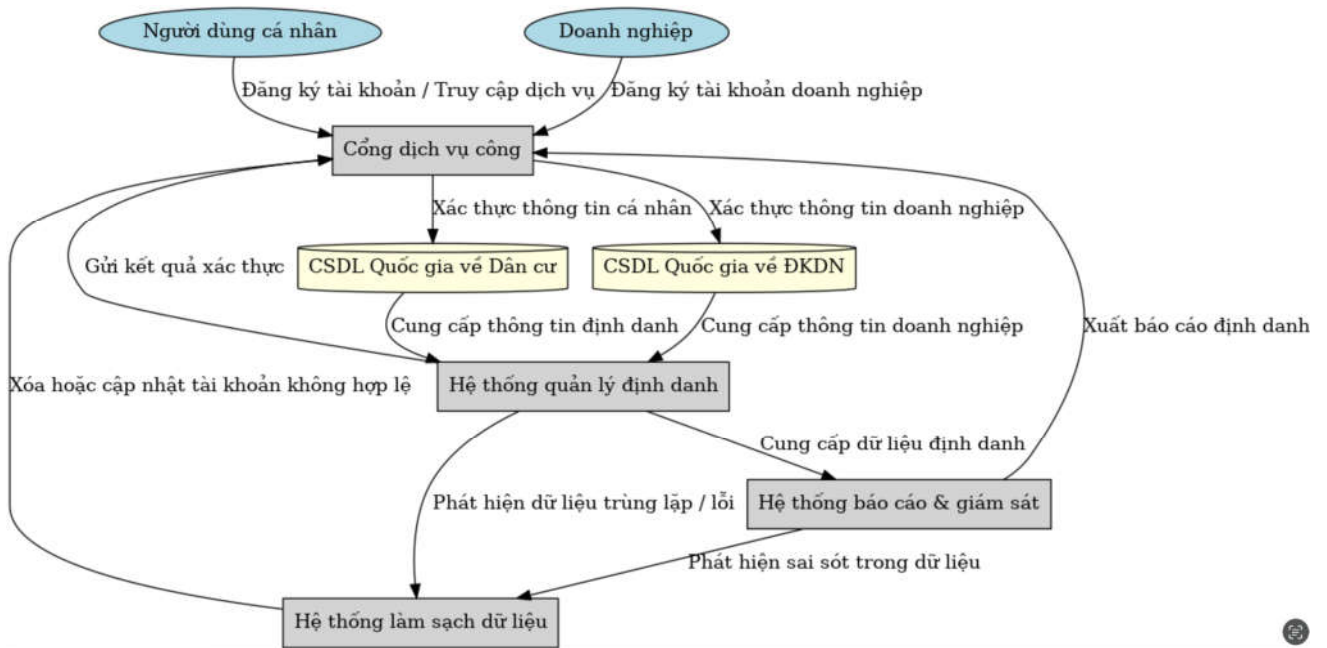 Người dùng cá nhân
Doanh nghiệp
Đăng ký tài khoản / Truy cập dịch vụ
Đăng ký tài khoản doanh nghiệp
Cổng dịch vụ công
Xác thực thông tin cá nhân
Xác thực thông tin doanh nghiệp
Gửi kết quả xác thực
CSDL Quốc gia về Dân cư
CSDL Quốc gia về ĐKDN
Cung cấp thông tin định danh
Cung cấp thông tin doanh nghiệp
Xuất báo cáo định danh
Xóa hoặc cập nhật tài khoản không hợp lệ
Hệ thống quản lý định danh
Cung cấp dữ liệu định danh
Phát hiện dữ liệu trùng lặp / lỗi
Hệ thống báo cáo & giám sát
Phát hiện sai sót trong dữ liệu
Hệ thống làm sạch dữ liệu